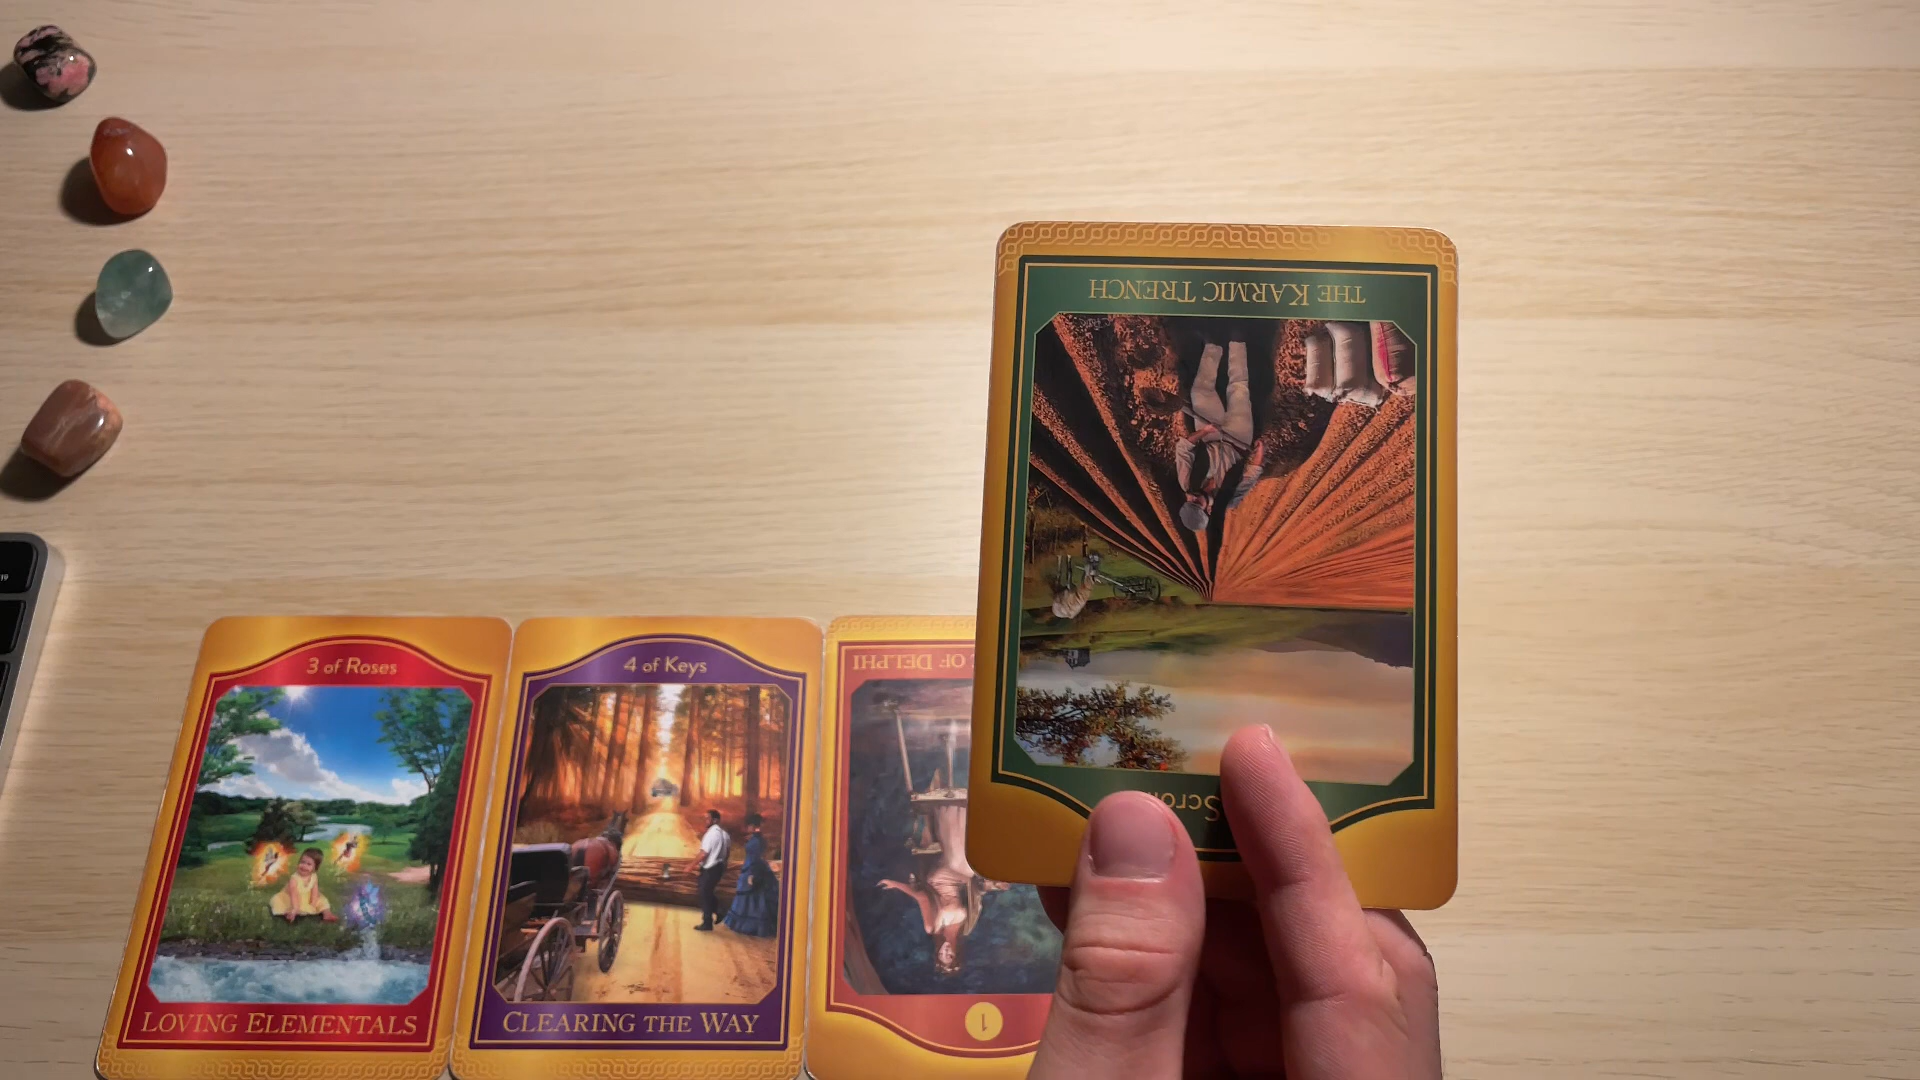 THE KARMIC TRENCH
3 of Roses
4 of Keys
OF DELPHI
LOVING ELEMENTALS
CLEARING THE WAY
1